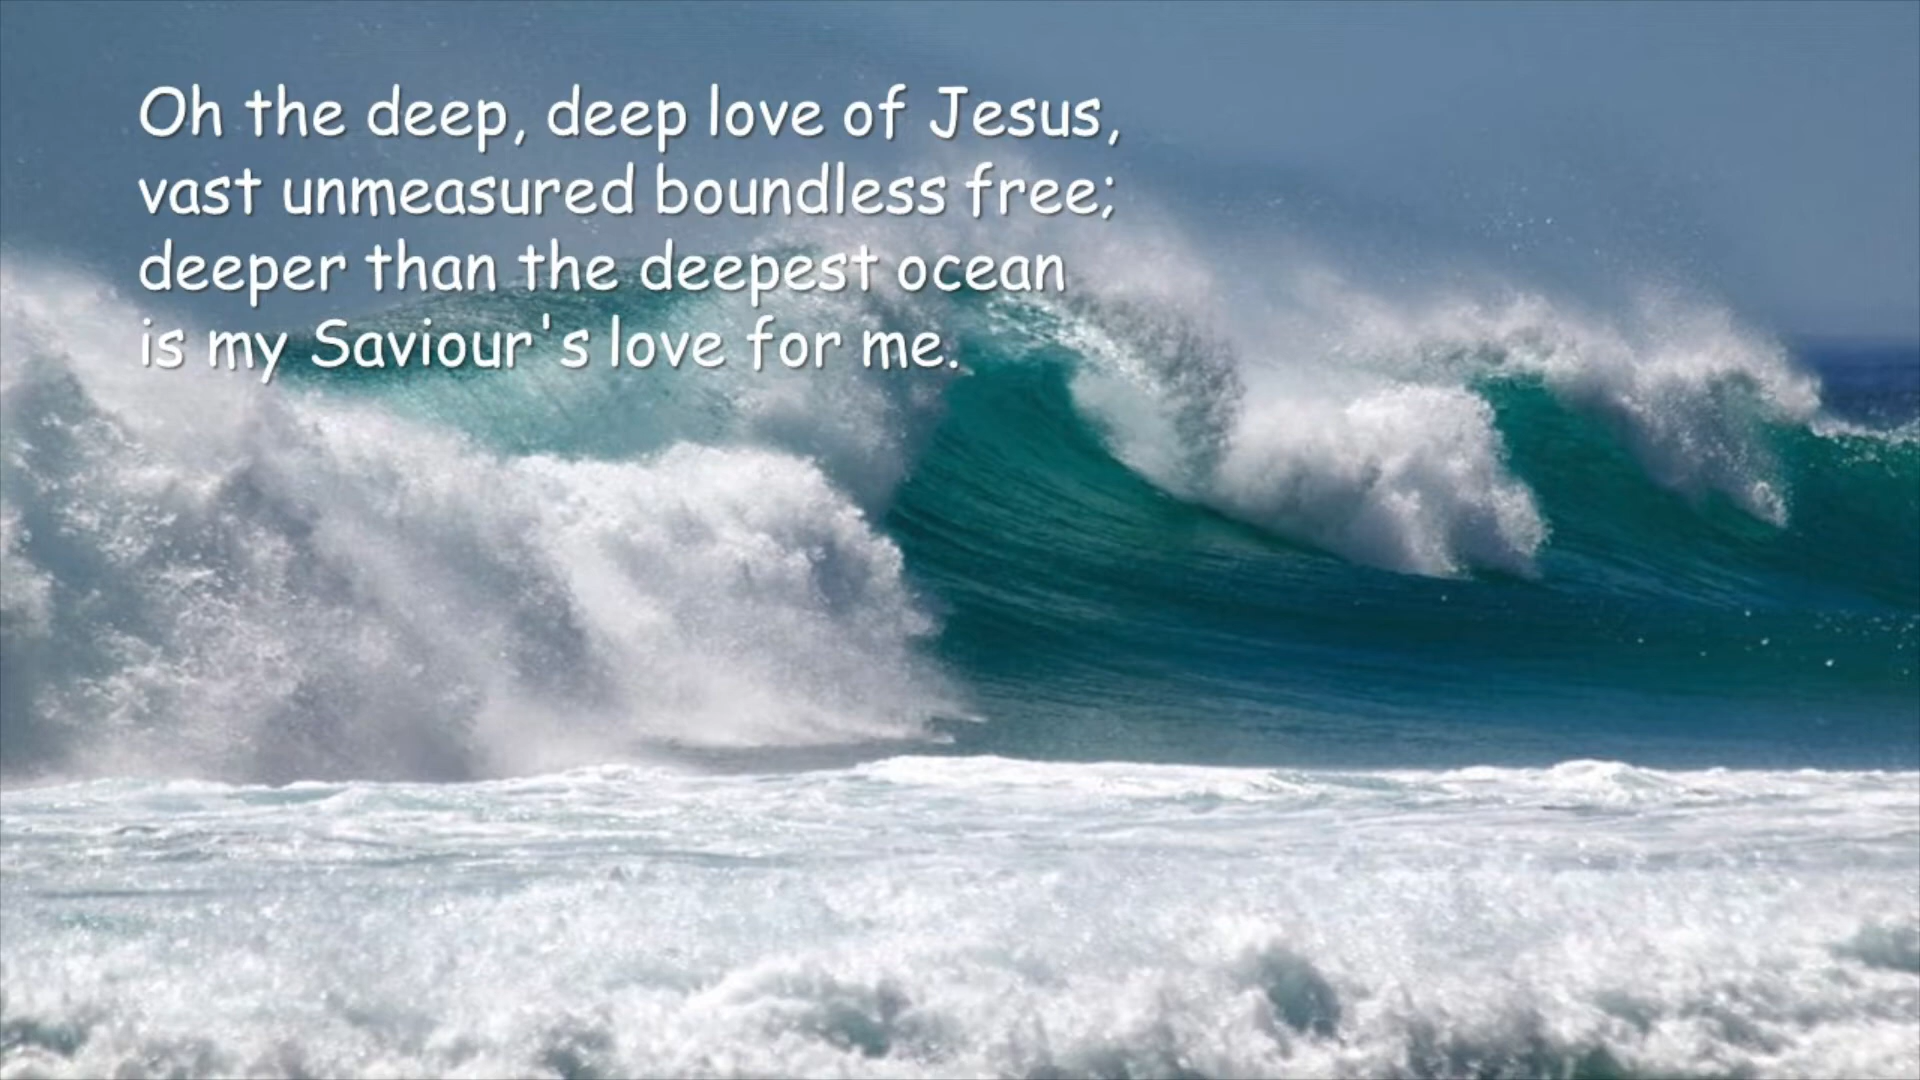 Oh the deep, deep love of Jesus,
vast unmeasured boundless free;
deeper than the deepest ocean
is my Saviour's love for me.